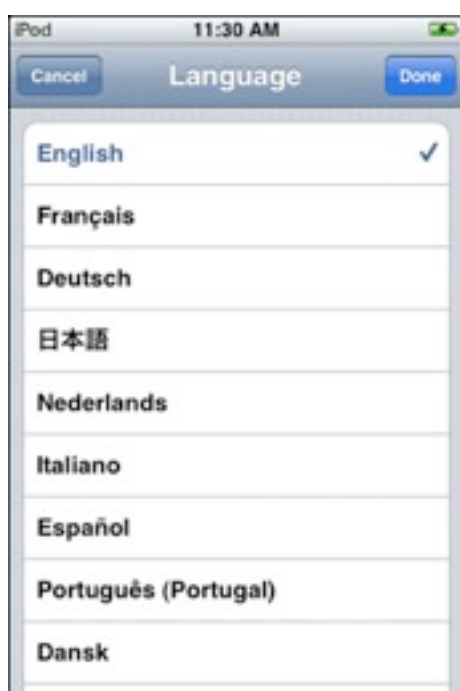 iPod 11:30 AM
Cancel Language Done
English
Français
Deutsch
日本語
Nederlands
Italiano
Español
Português (Portugal)
Dansk